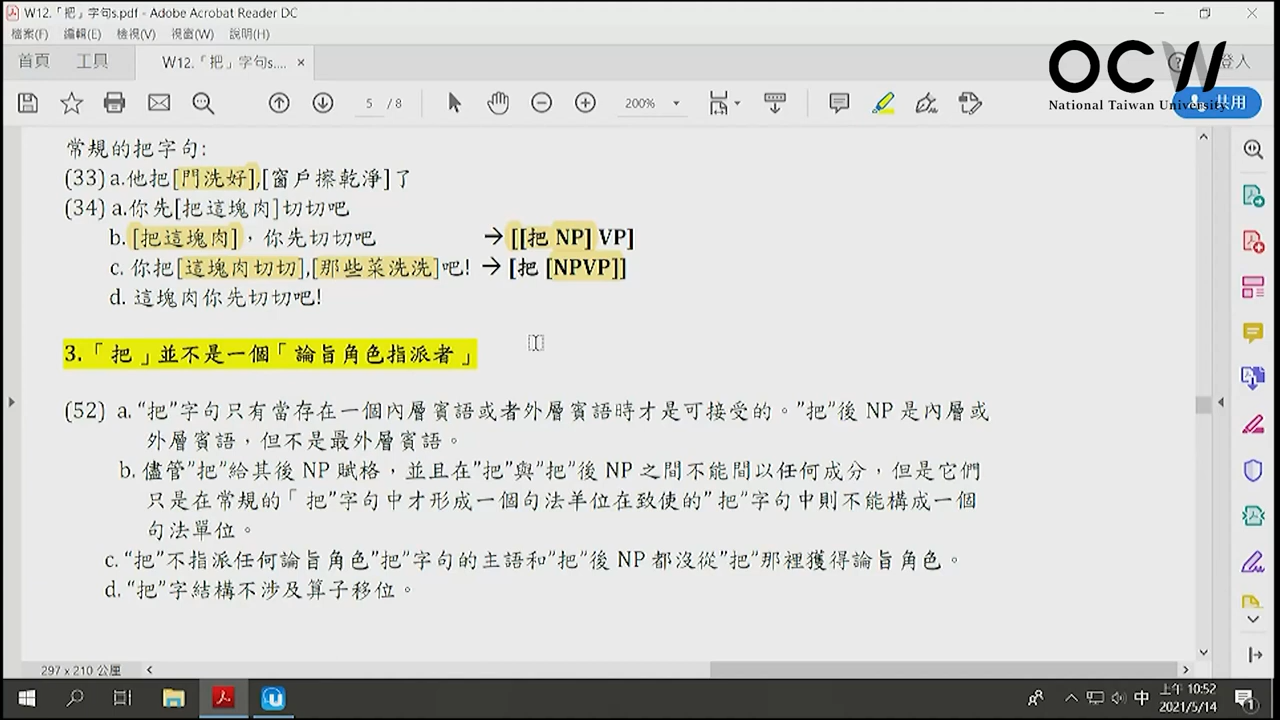 W12.「把」字句s.pdf - Adobe Acrobat Reader DC
檔案(F) 編輯(E) 檢視(V) 視窗(W) 說明(H)
首頁 工具 W12.「把」字句s.... × 登入
OCW
National Taiwan University
5 / 8 200% 共用
常規的把字句:
(33) a.他把[門洗好],[窗戶擦乾淨]了
(34) a.你先[把這塊肉]切切吧
b. [把這塊肉]，你先切切吧 → [[把 NP] VP]
c. 你把[這塊肉切切],[那些菜洗洗]吧! → [把 [NPVP]]
d. 這塊肉你先切切吧!
3.「把」並不是一個「論旨角色指派者」
(52) a. “把”字句只有當存在一個內層賓語或者外層賓語時才是可接受的。”把”後 NP 是內層或
外層賓語，但不是最外層賓語。
b. 儘管”把”給其後 NP 賦格，並且在”把”與”把”後 NP 之間不能間以任何成分，但是它們
只是在常規的「把”字句中才形成一個句法單位在致使的”把”字句中則不能構成一個
句法單位。
c. “把”不指派任何論旨角色”把”字句的主語和”把”後 NP 都沒從”把”那裡獲得論旨角色。
d. “把”字結構不涉及算子移位。
297 x 210 公厘
中 上午 10:52
2021/5/14
1